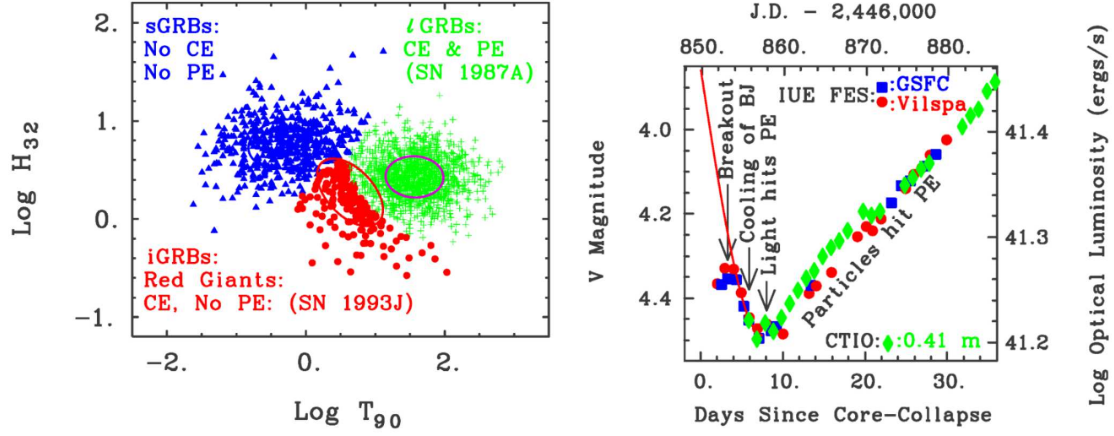 sGRBs:
No CE
No PE
ℓGRBs:
CE & PE
(SN 1987A)
iGRBs:
Red Giants:
CE, No PE: (SN 1993J)
Log H32
2.
1.
0.
-1.
-2.
0.
2.
Log T90
J.D. - 2,446,000
850.
860.
870.
880.
IUE FES:
:GSFC
:Vilspa
Breakout
Cooling of BJ
Light hits PE
Particles hit PE
CTIO:
:0.41 m
V Magnitude
4.0
4.2
4.4
41.4
41.3
41.2
Log Optical Luminosity (ergs/s)
0.
10.
20.
30.
Days Since Core-Collapse